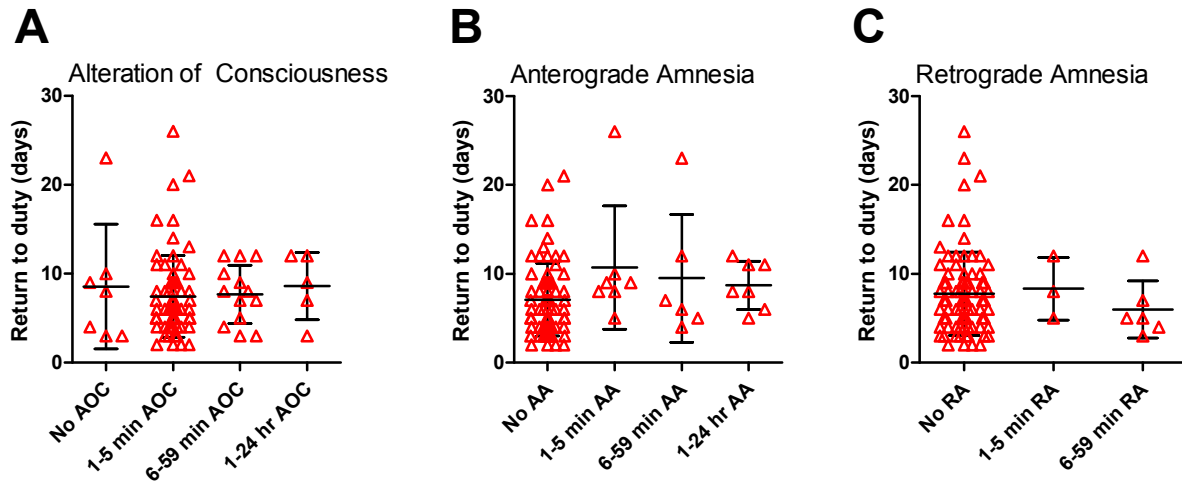 A
Alteration of Consciousness
Return to duty (days)
30
20
10
0
No AOC
1-5 min AOC
6-59 min AOC
1-24 hr AOC
B
Anterograde Amnesia
Return to duty (days)
30
20
10
0
No AA
1-5 min AA
6-59 min AA
1-24 hr AA
C
Retrograde Amnesia
Return to duty (days)
30
20
10
0
No RA
1-5 min RA
6-59 min RA